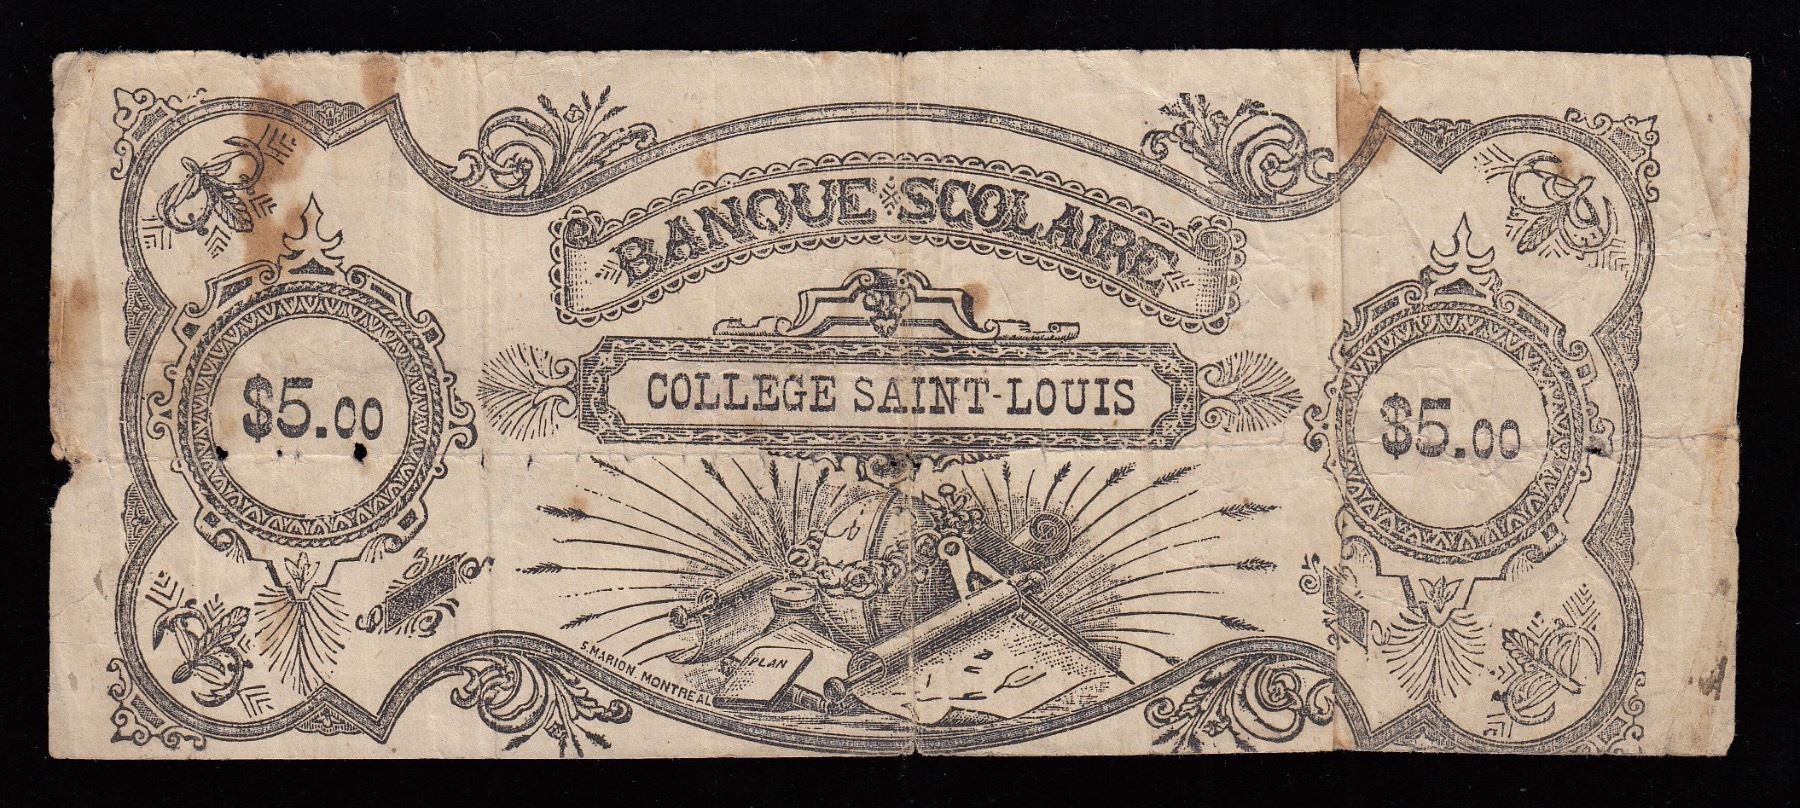 BANQUE SCOLAIRE
COLLEGE SAINT-LOUIS
$5.00
$5.00
S. MARION. MONTREAL
PLAN